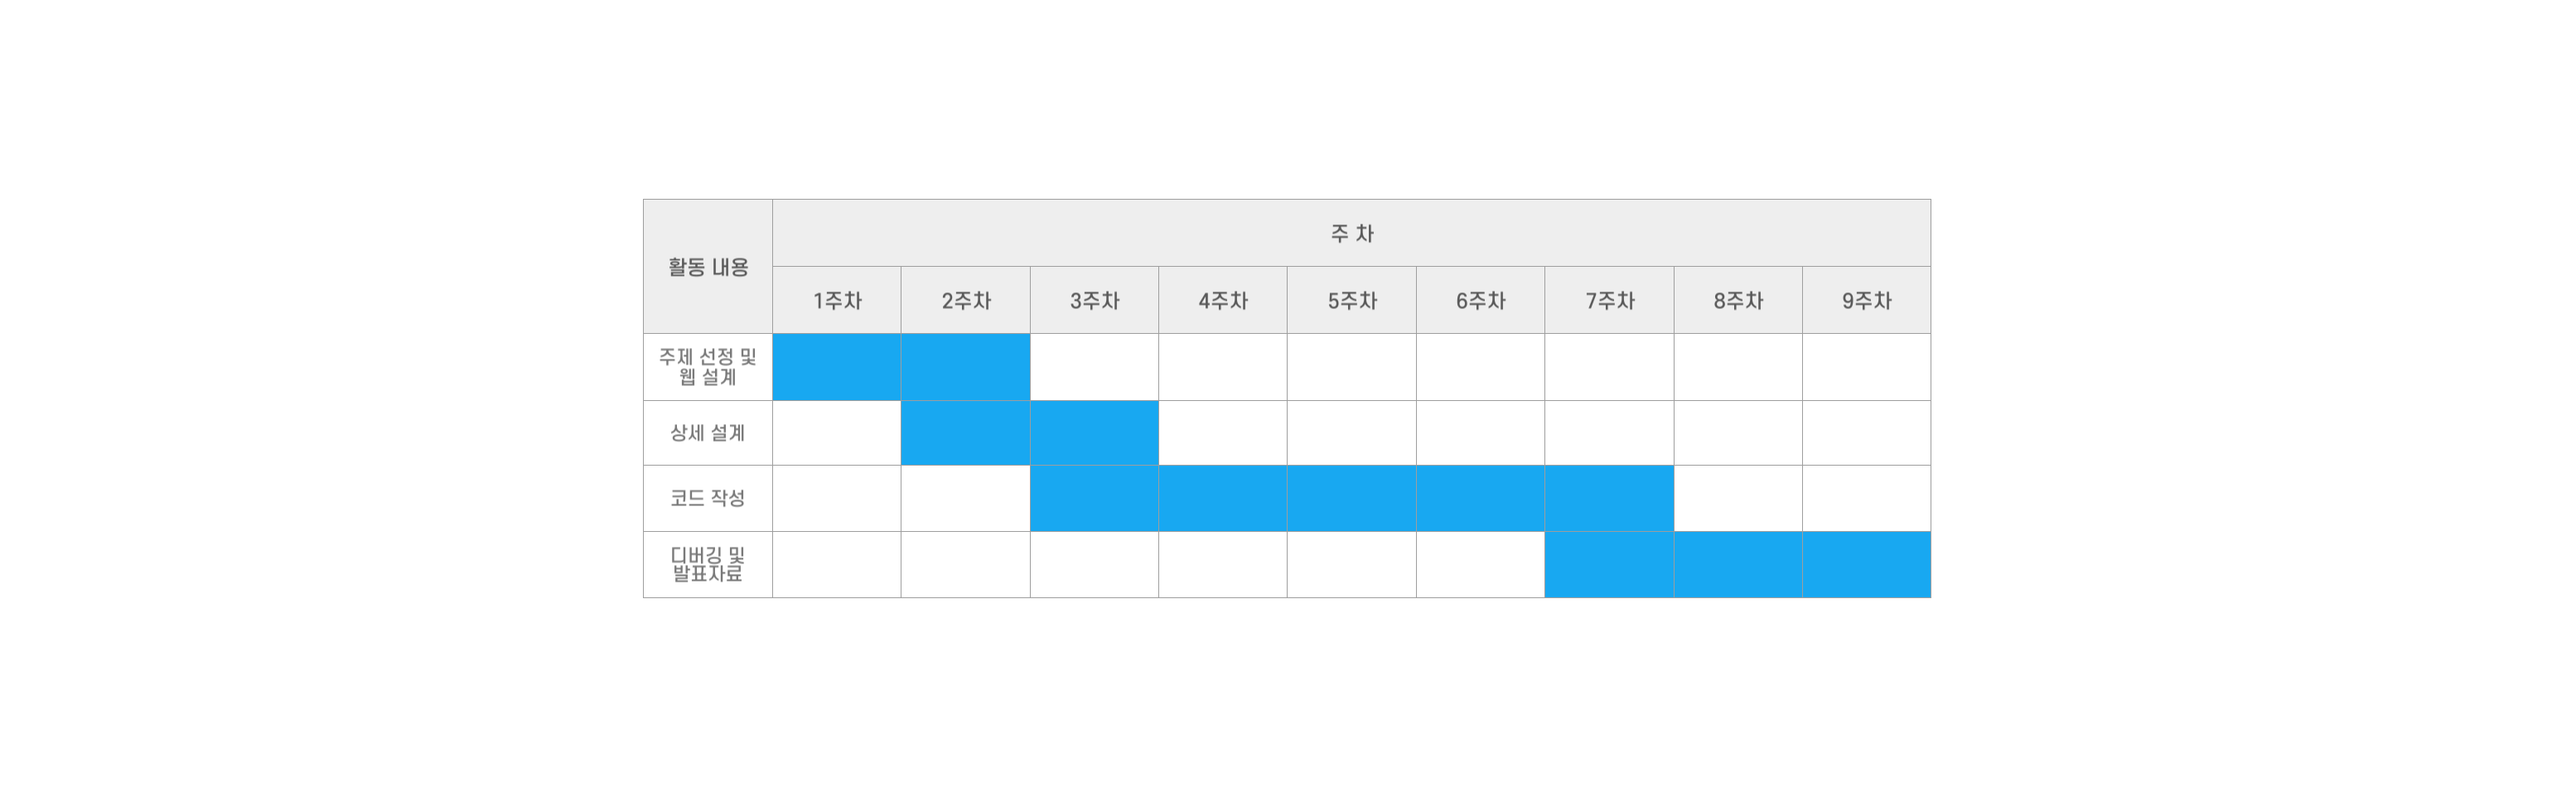 활동 내용
주 차
1주차
2주차
3주차
4주차
5주차
6주차
7주차
8주차
9주차
주제 선정 및
웹 설계
상세 설계
코드 작성
디버깅 및
발표자료